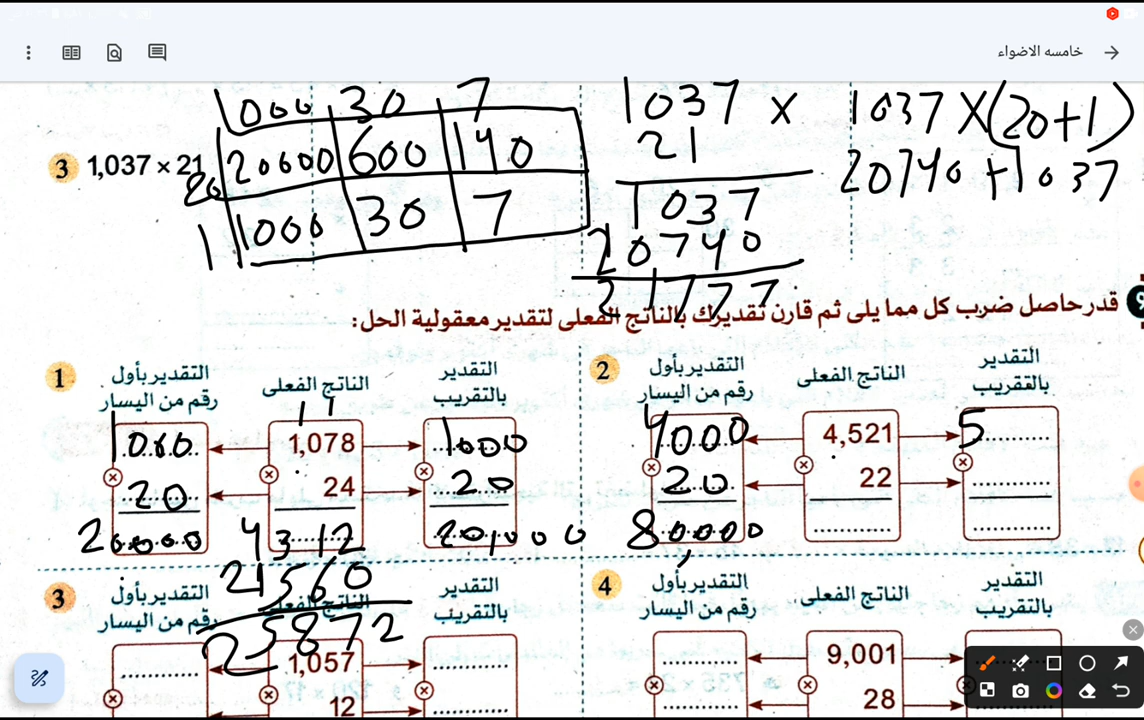 خامسه الاضواء
1000 30 7
3 1,037 × 21
20 20000 600 140
1 1000 30 7
1037 ×
21
1037
20740
21777
1037 × (20+1)
20740 + 1037
قدر حاصل ضرب كل مما يلى ثم قارن تقديرك بالناتج الفعلى لتقدير معقولية الحل:
1
التقدير بأول رقم من اليسار
الناتج الفعلى
التقدير بالتقريب
1000 1,078 1000
20 24 20
20000 4312 20,000
21560
25872
2
التقدير بأول رقم من اليسار
الناتج الفعلى
التقدير بالتقريب
4000 4,521 5
20 22
80,000
3
التقدير بأول رقم من اليسار
الناتج الفعلى
التقدير بالتقريب
1,057
12
4
التقدير بأول رقم من اليسار
الناتج الفعلى
التقدير بالتقريب
9,001
28